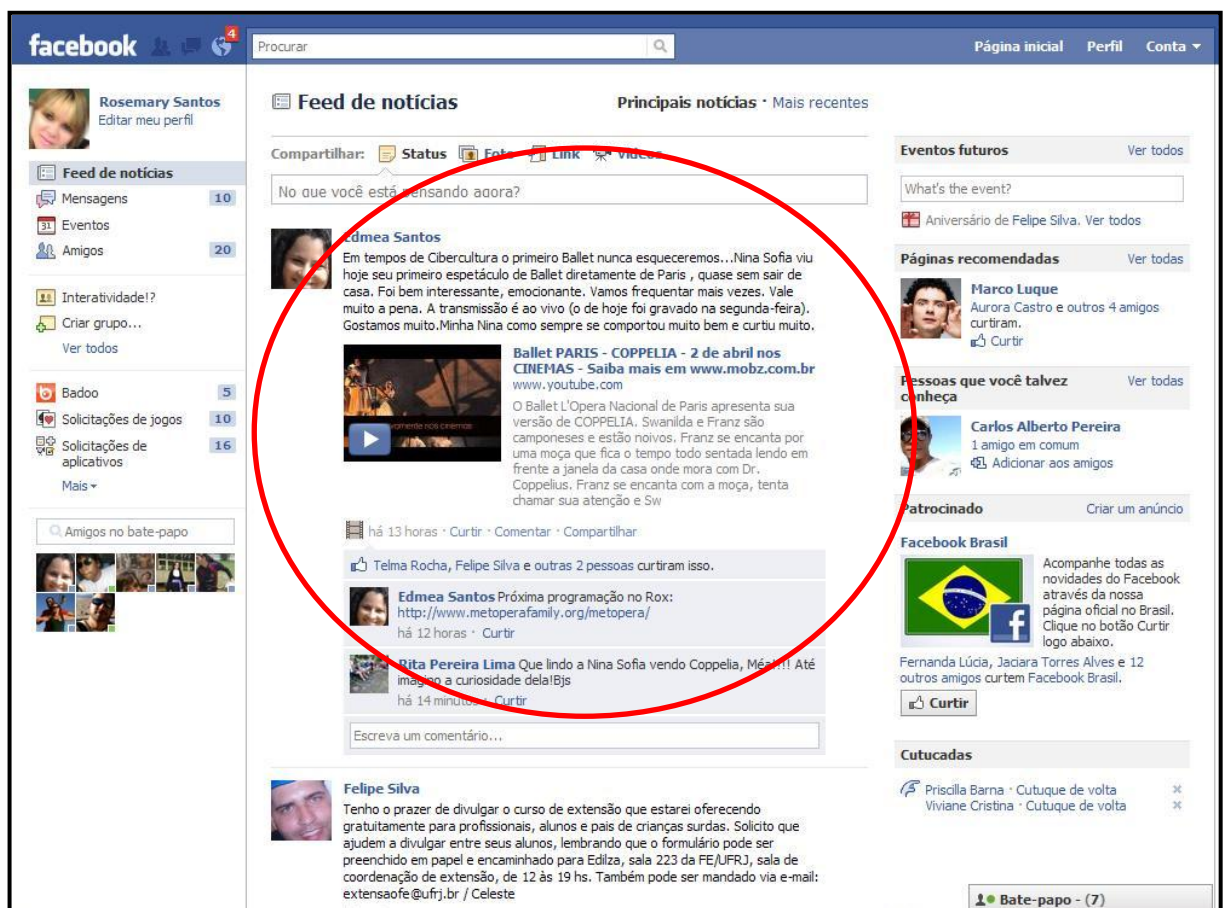 facebook
4
Procurar
Página inicial Perfil Conta
Rosemary Santos
Editar meu perfil
Feed de notícias
Mensagens 10
31 Eventos
Amigos 20
Interatividade!?
Criar grupo...
Ver todos
Badoo 5
Solicitações de jogos 10
Solicitações de 16
aplicativos
Mais
Amigos no bate-papo
Feed de notícias
Principais notícias · Mais recentes
Compartilhar: Status Foto Link Vídeos
No que você está pensando agora?
Edmea Santos
Em tempos de Cibercultura o primeiro Ballet nunca esqueceremos...Nina Sofia viu
hoje seu primeiro espetáculo de Ballet diretamente de Paris , quase sem sair de
casa. Foi bem interessante, emocionante. Vamos frequentar mais vezes. Vale
muito a pena. A transmissão é ao vivo (o de hoje foi gravado na segunda-feira).
Gostamos muito.Minha Nina como sempre se comportou muito bem e curtiu muito.
nos cinemas
Ballet PARIS - COPPELIA - 2 de abril nos
CINEMAS - Saiba mais em www.mobz.com.br
www.youtube.com
O Ballet L'Opera Nacional de Paris apresenta sua
versão de COPPELIA. Swanilda e Franz são
camponeses e estão noivos. Franz se encanta por
uma moça que fica o tempo todo sentada lendo em
frente a janela da casa onde mora com Dr.
Coppelius. Franz se encanta com a moça, tenta
chamar sua atenção e Sw
há 13 horas · Curtir · Comentar · Compartilhar
Telma Rocha, Felipe Silva e outras 2 pessoas curtiram isso.
Edmea Santos Próxima programação no Rox:
http://www.metoperafamily.org/metopera/
há 12 horas · Curtir
Rita Pereira Lima Que lindo a Nina Sofia vendo Coppelia, Méa!!!! Até
imagino a curiosidade dela!Bjs
há 14 minutos · Curtir
Escreva um comentário...
Felipe Silva
Tenho o prazer de divulgar o curso de extensão que estarei oferecendo
gratuitamente para profissionais, alunos e pais de crianças surdas. Solicito que
ajudem a divulgar entre seus alunos, lembrando que o formulário pode ser
preenchido em papel e encaminhado para Edilza, sala 223 da FE/UFRJ, sala de
coordenação de extensão, de 12 às 19 hs. Também pode ser mandado via e-mail:
extensaofe@ufrj.br / Celeste
Eventos futuros Ver todos
What's the event?
Aniversário de Felipe Silva. Ver todos
Páginas recomendadas Ver todas
Marco Luque
Aurora Castro e outros 4 amigos
curtiram.
Curtir
Pessoas que você talvez Ver todas
conheça
Carlos Alberto Pereira
1 amigo em comum
Adicionar aos amigos
Patrocinado Criar um anúncio
Facebook Brasil
f
Acompanhe todas as
novidades do Facebook
através da nossa
página oficial no Brasil.
Clique no botão Curtir
logo abaixo.
Fernanda Lúcia, Jaciara Torres Alves e 12
outros amigos curtem Facebook Brasil.
Curtir
Cutucadas
Priscilla Barna · Cutuque de volta ×
Viviane Cristina · Cutuque de volta ×
Bate-papo - (7)